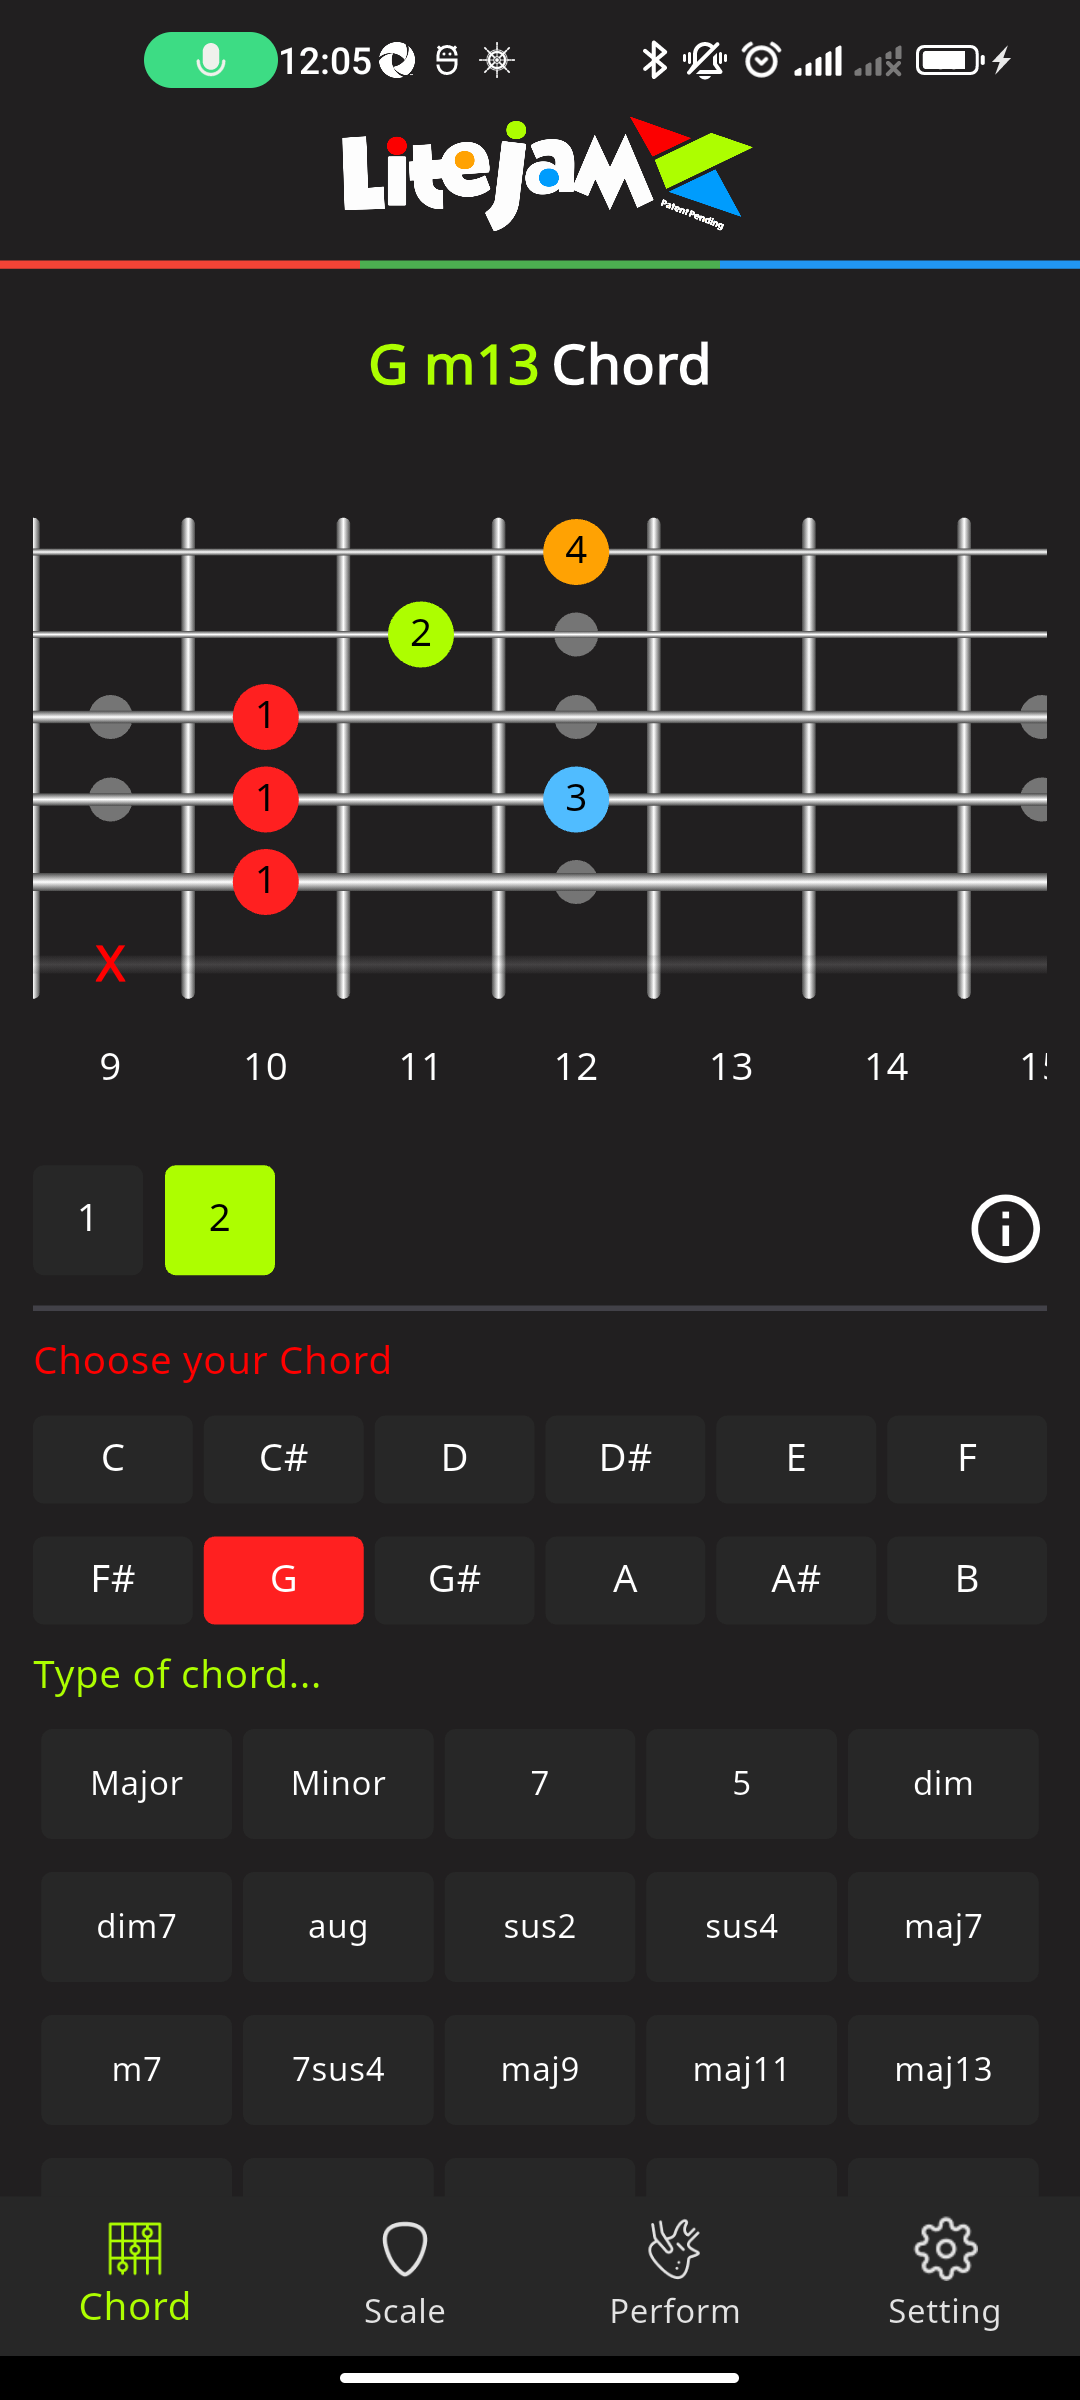 12:05
Litejam
Patent Pending
G m13 Chord
4
2
1
1 3
1
X
9 10 11 12 13 14
1 2
Choose your Chord
C C# D D# E F
F# G G# A A# B
Type of chord...
Major Minor 7 5 dim
dim7 aug sus2 sus4 maj7
m7 7sus4 maj9 maj11 maj13
Chord Scale Perform Setting